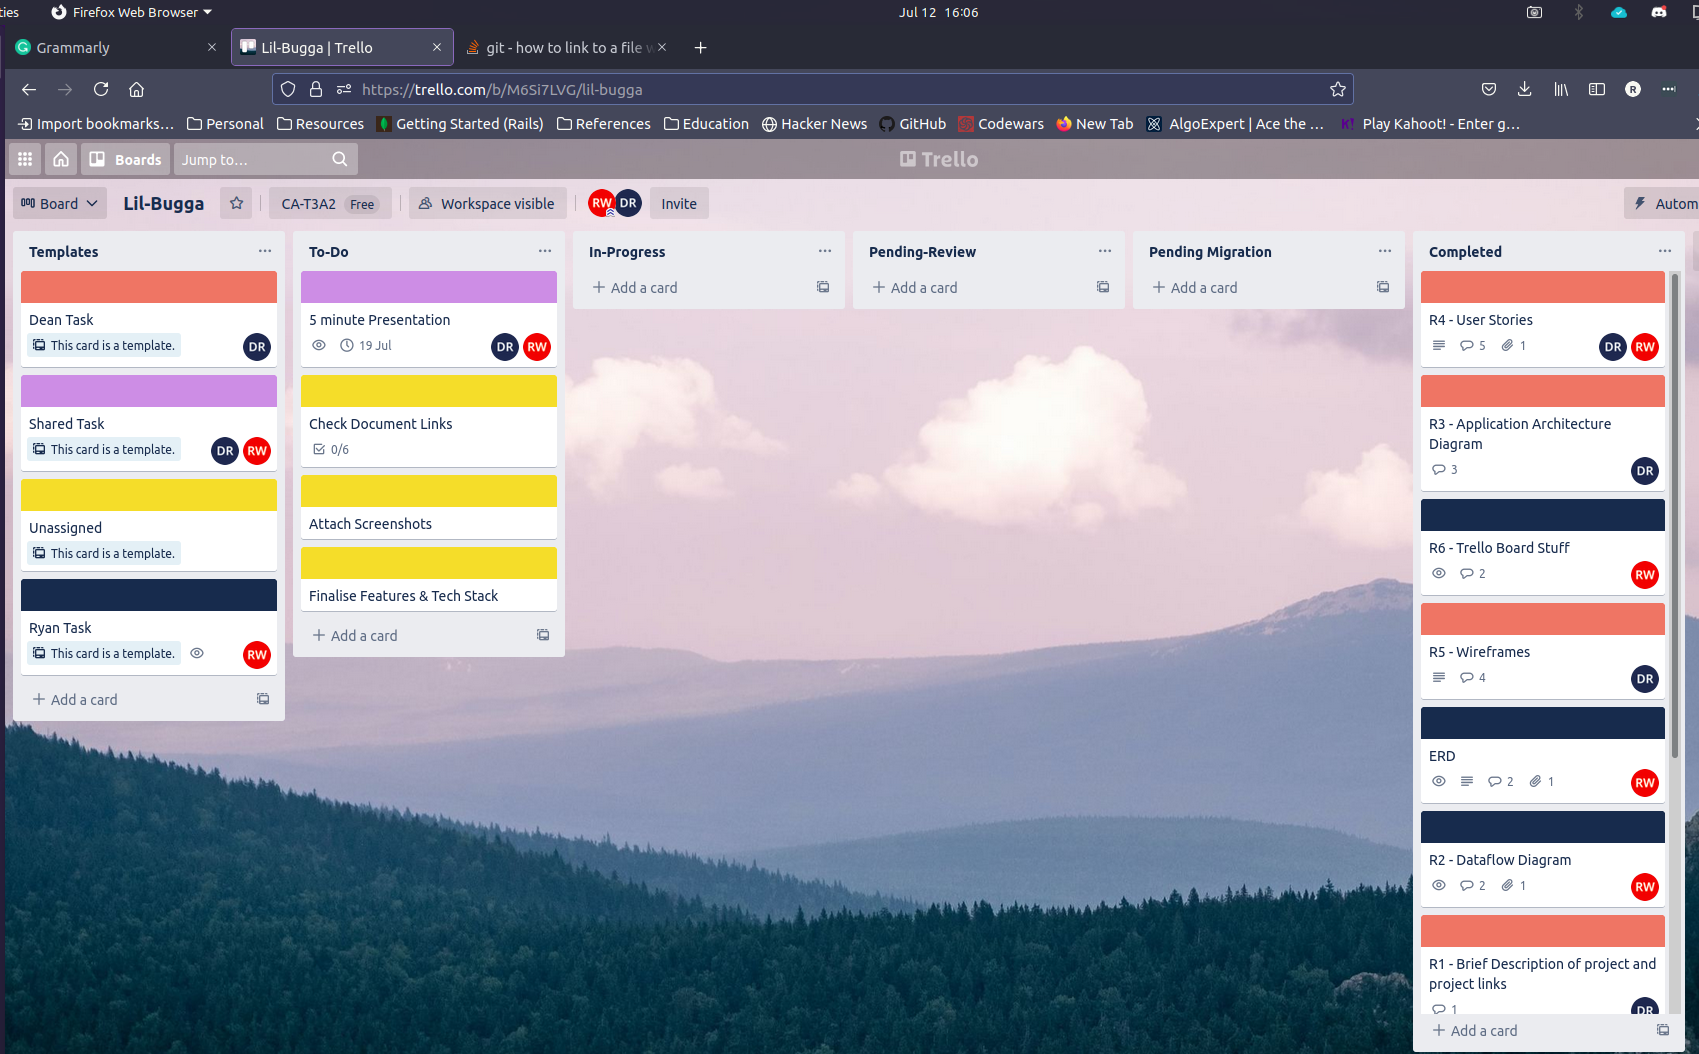 ties
Firefox Web Browser
Jul 12 16:06
Grammarly
Lil-Bugga | Trello
git - how to link to a file w
https://trello.com/b/M6Si7LVG/lil-bugga
R
Import bookmarks…
Personal
Resources
Getting Started (Rails)
References
Education
Hacker News
GitHub
Codewars
New Tab
AlgoExpert | Ace the …
K! Play Kahoot! - Enter g…
Boards
Jump to…
Trello
Board
Lil-Bugga
CA-T3A2 Free
Workspace visible
RW
DR
Invite
Autom
Templates
Dean Task
This card is a template.
DR
Shared Task
This card is a template.
DR
RW
Unassigned
This card is a template.
Ryan Task
This card is a template.
RW
Add a card
To-Do
5 minute Presentation
19 Jul
DR
RW
Check Document Links
0/6
Attach Screenshots
Finalise Features & Tech Stack
Add a card
In-Progress
Add a card
Pending-Review
Add a card
Pending Migration
Add a card
Completed
R4 - User Stories
5
1
DR
RW
R3 - Application Architecture
Diagram
3
DR
R6 - Trello Board Stuff
2
RW
R5 - Wireframes
4
DR
ERD
2
1
RW
R2 - Dataflow Diagram
2
1
RW
R1 - Brief Description of project and
project links
1
DR
Add a card